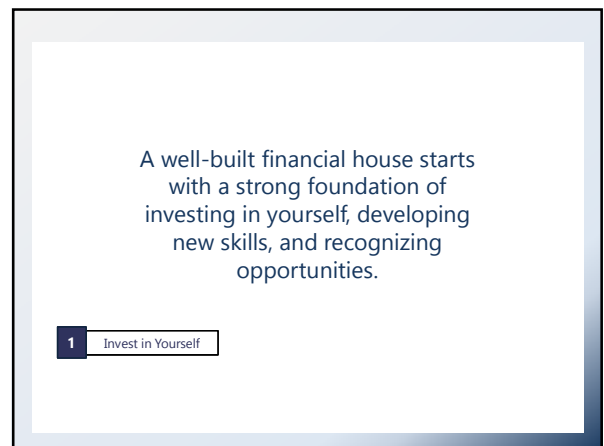 A well-built financial house starts
with a strong foundation of
investing in yourself, developing
new skills, and recognizing
opportunities.
1 Invest in Yourself